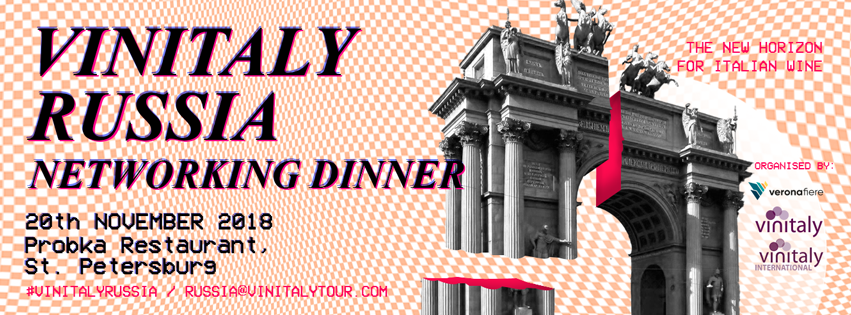 VINITALY
RUSSIA
NETWORKING DINNER
20th NOVEMBER 2018
Probka Restaurant,
St. Petersburg
#VINITALYRUSSIA / RUSSIA@VINITALYTOUR.COM
THE NEW HORIZON
FOR ITALIAN WINE
ORGANISED BY:
veronafiere
vinitaly
vinitaly
INTERNATIONAL